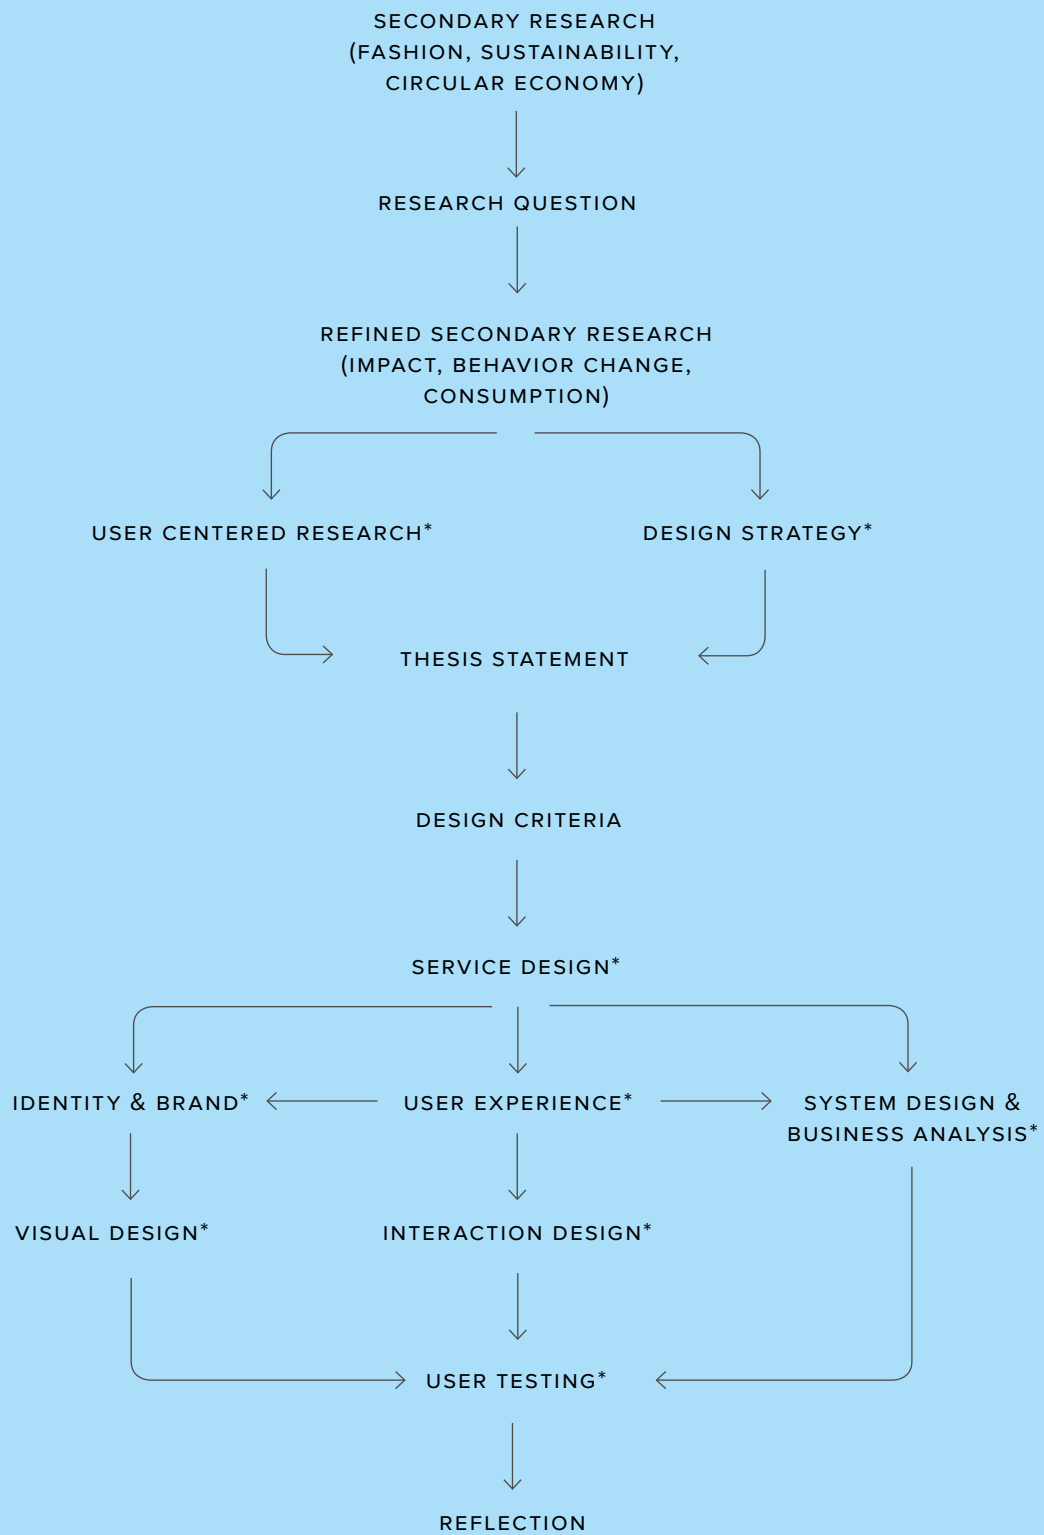 SECONDARY RESEARCH
(FASHION, SUSTAINABILITY,
CIRCULAR ECONOMY)
RESEARCH QUESTION
REFINED SECONDARY RESEARCH
(IMPACT, BEHAVIOR CHANGE,
CONSUMPTION)
USER CENTERED RESEARCH*
DESIGN STRATEGY*
THESIS STATEMENT
DESIGN CRITERIA
SERVICE DESIGN*
IDENTITY & BRAND*
USER EXPERIENCE*
SYSTEM DESIGN &
BUSINESS ANALYSIS*
VISUAL DESIGN*
INTERACTION DESIGN*
USER TESTING*
REFLECTION